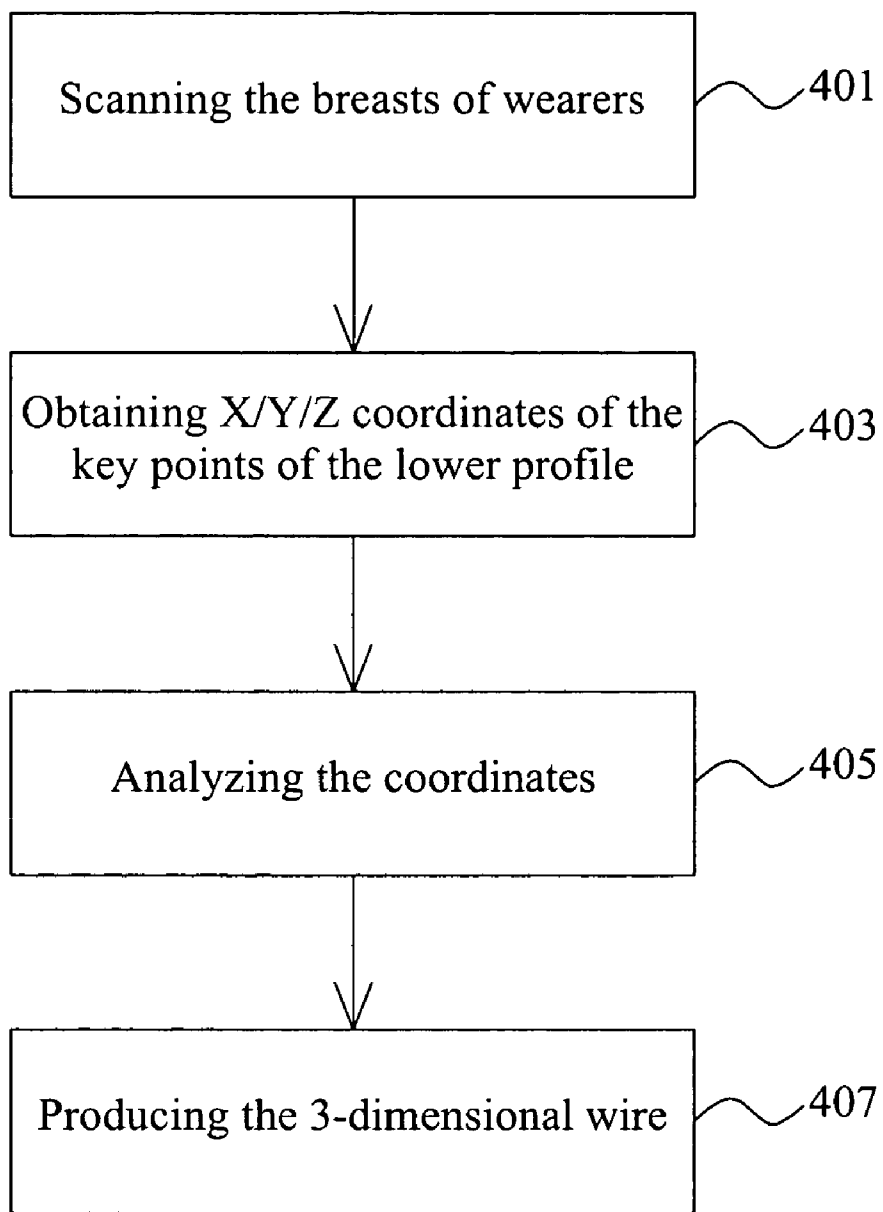 Scanning the breasts of wearers
401
Obtaining X/Y/Z coordinates of the
key points of the lower profile
403
Analyzing the coordinates
405
Producing the 3-dimensional wire
407